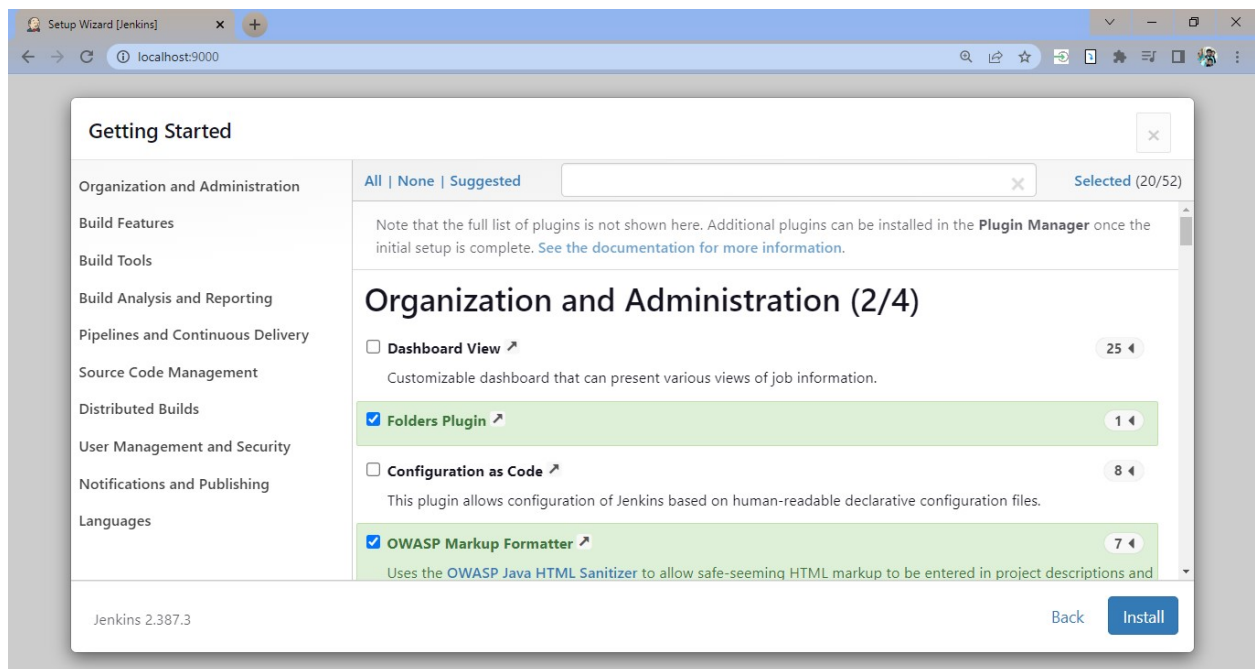 Setup Wizard [Jenkins]
localhost:9000
Getting Started
Organization and Administration
Build Features
Build Tools
Build Analysis and Reporting
Pipelines and Continuous Delivery
Source Code Management
Distributed Builds
User Management and Security
Notifications and Publishing
Languages
All | None | Suggested
Selected (20/52)
Note that the full list of plugins is not shown here. Additional plugins can be installed in the Plugin Manager once the
initial setup is complete. See the documentation for more information.
Organization and Administration (2/4)
Dashboard View
25
Customizable dashboard that can present various views of job information.
Folders Plugin
1
Configuration as Code
8
This plugin allows configuration of Jenkins based on human-readable declarative configuration files.
OWASP Markup Formatter
7
Uses the OWASP Java HTML Sanitizer to allow safe-seeming HTML markup to be entered in project descriptions and
Jenkins 2.387.3
Back
Install